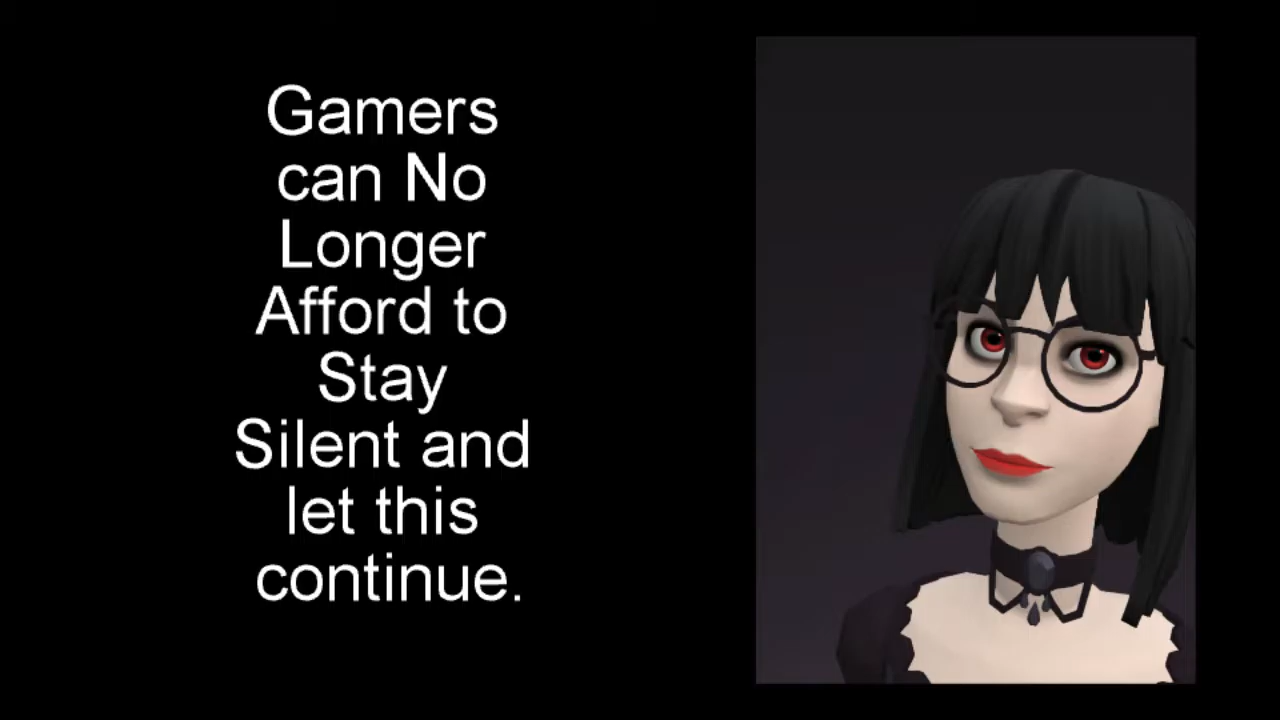 Gamers
can No
Longer
Afford to
Stay
Silent and
let this
continue.